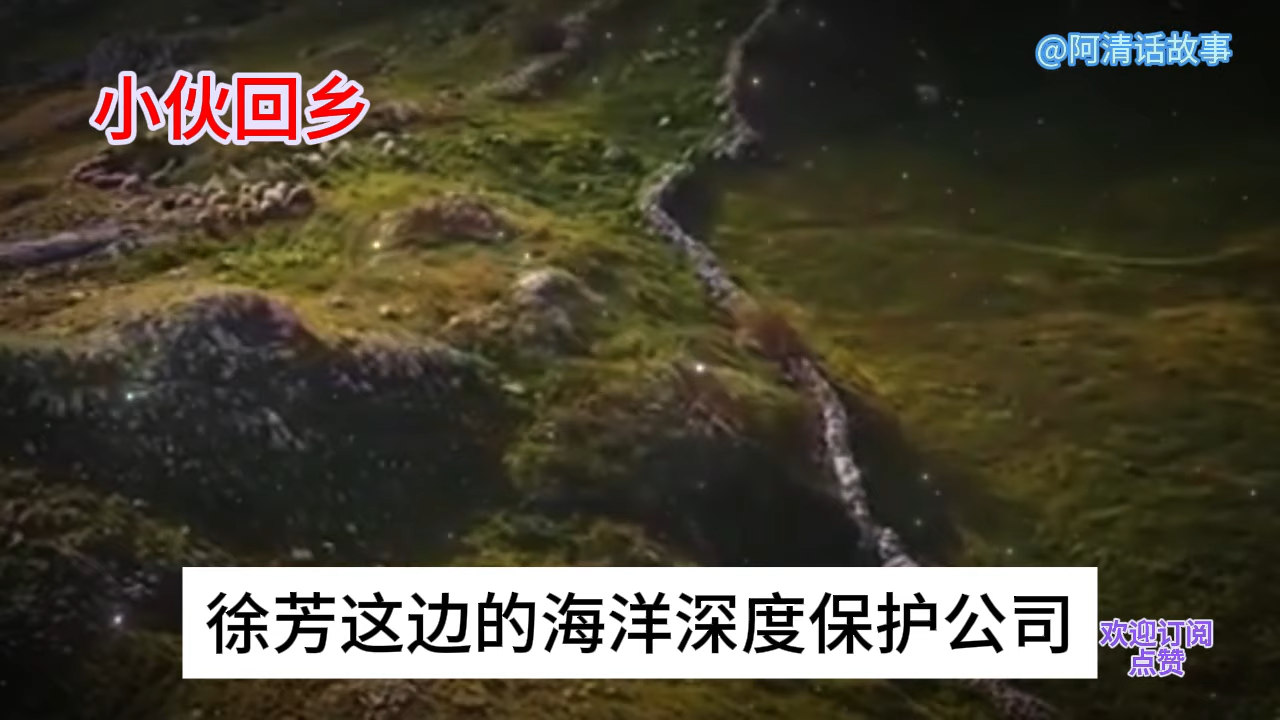 @阿清话故事
小伙回乡
徐芳这边的海洋深度保护公司
欢迎订阅
点赞